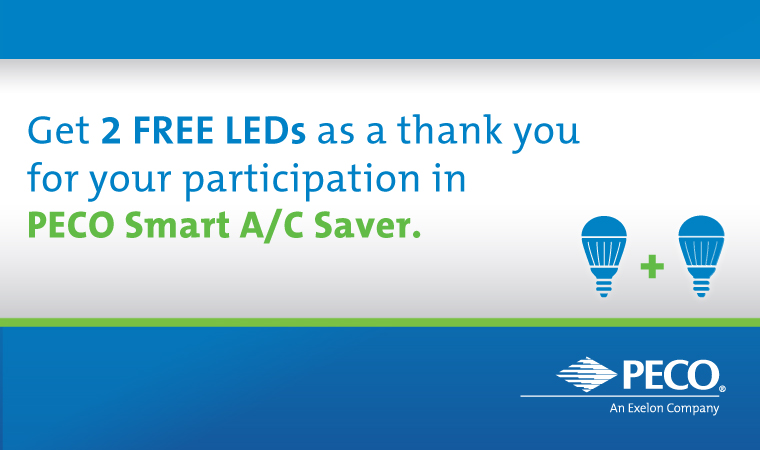 Get 2 FREE LEDs as a thank you
for your participation in
PECO Smart A/C Saver.
+
PECO®
An Exelon Company